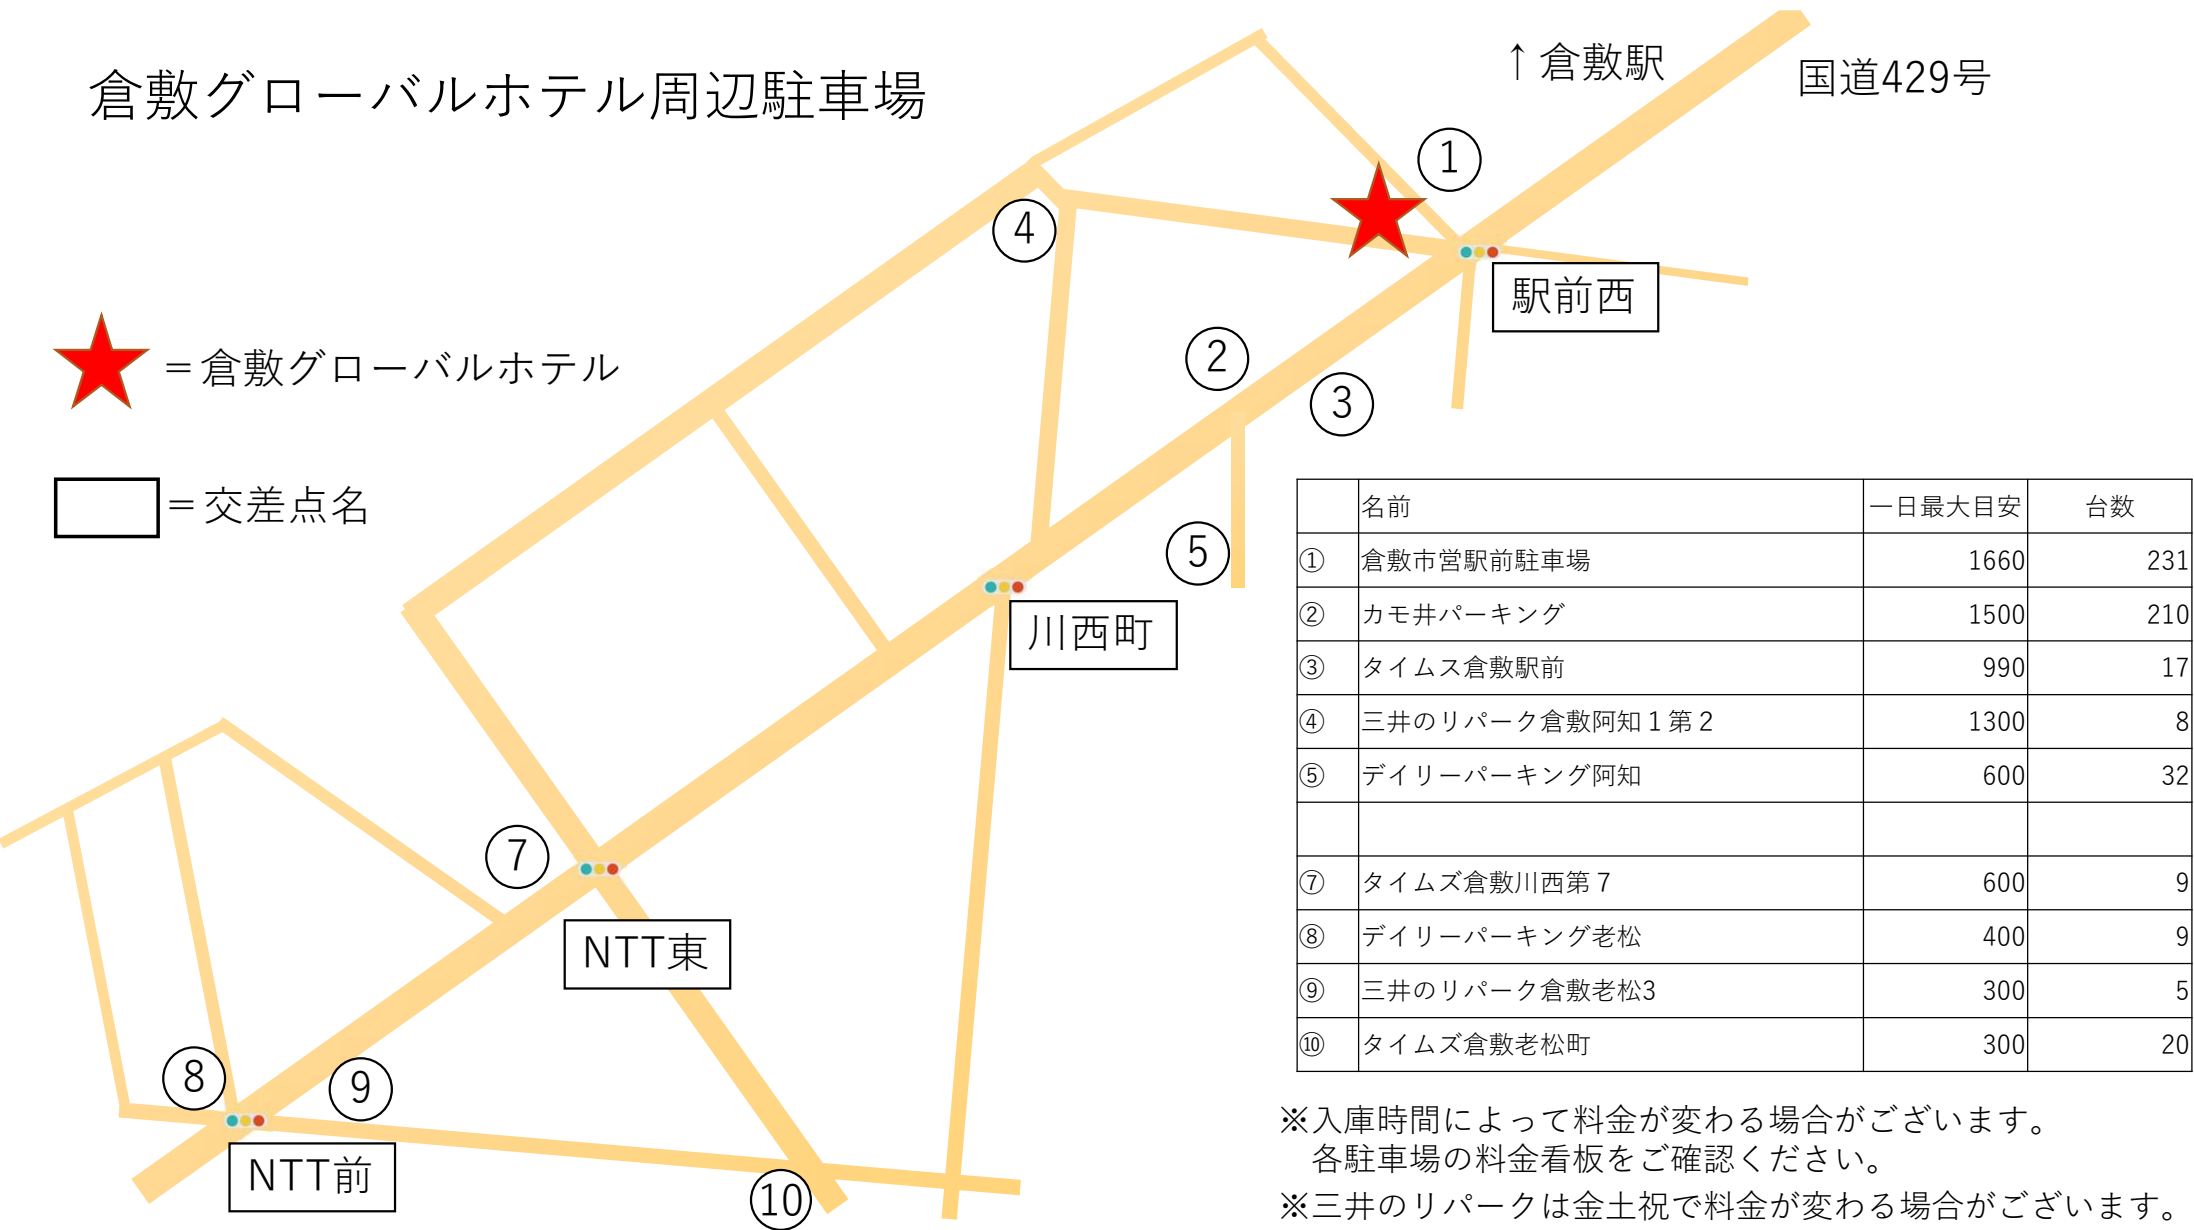 倉敷グローバルホテル周辺駐車場
↑倉敷駅
国道429号
①
④
駅前西
②
③
＝倉敷グローバルホテル
＝交差点名
⑤
川西町
⑦
NTT東
⑧
⑨
NTT前
⑩
名前 一日最大目安 台数
① 倉敷市営駅前駐車場 1660 231
② カモ井パーキング 1500 210
③ タイムス倉敷駅前 990 17
④ 三井のリパーク倉敷阿知１第２ 1300 8
⑤ デイリーパーキング阿知 600 32
⑦ タイムズ倉敷川西第７ 600 9
⑧ デイリーパーキング老松 400 9
⑨ 三井のリパーク倉敷老松3 300 5
⑩ タイムズ倉敷老松町 300 20
※入庫時間によって料金が変わる場合がございます。
各駐車場の料金看板をご確認ください。
※三井のリパークは金土祝で料金が変わる場合がございます。